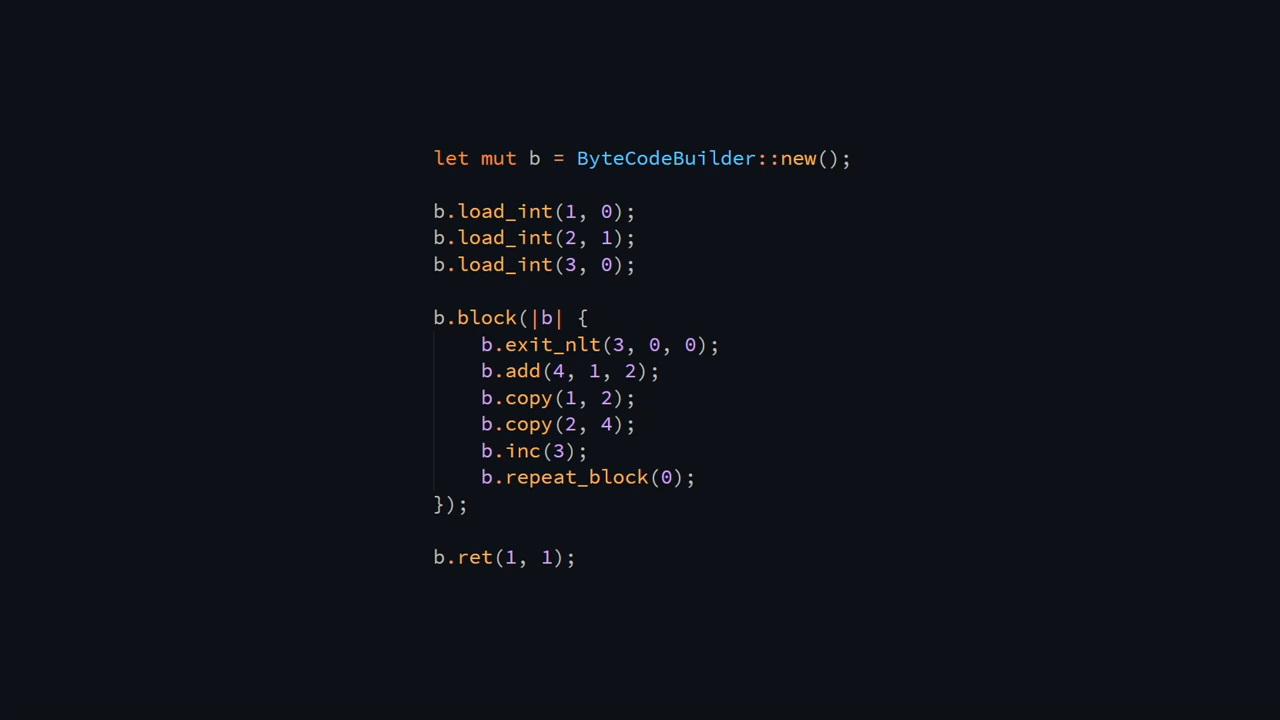 let mut b = ByteCodeBuilder::new();
b.load_int(1, 0);
b.load_int(2, 1);
b.load_int(3, 0);
b.block(|b| {
b.exit_nlt(3, 0, 0);
b.add(4, 1, 2);
b.copy(1, 2);
b.copy(2, 4);
b.inc(3);
b.repeat_block(0);
});
b.ret(1, 1);